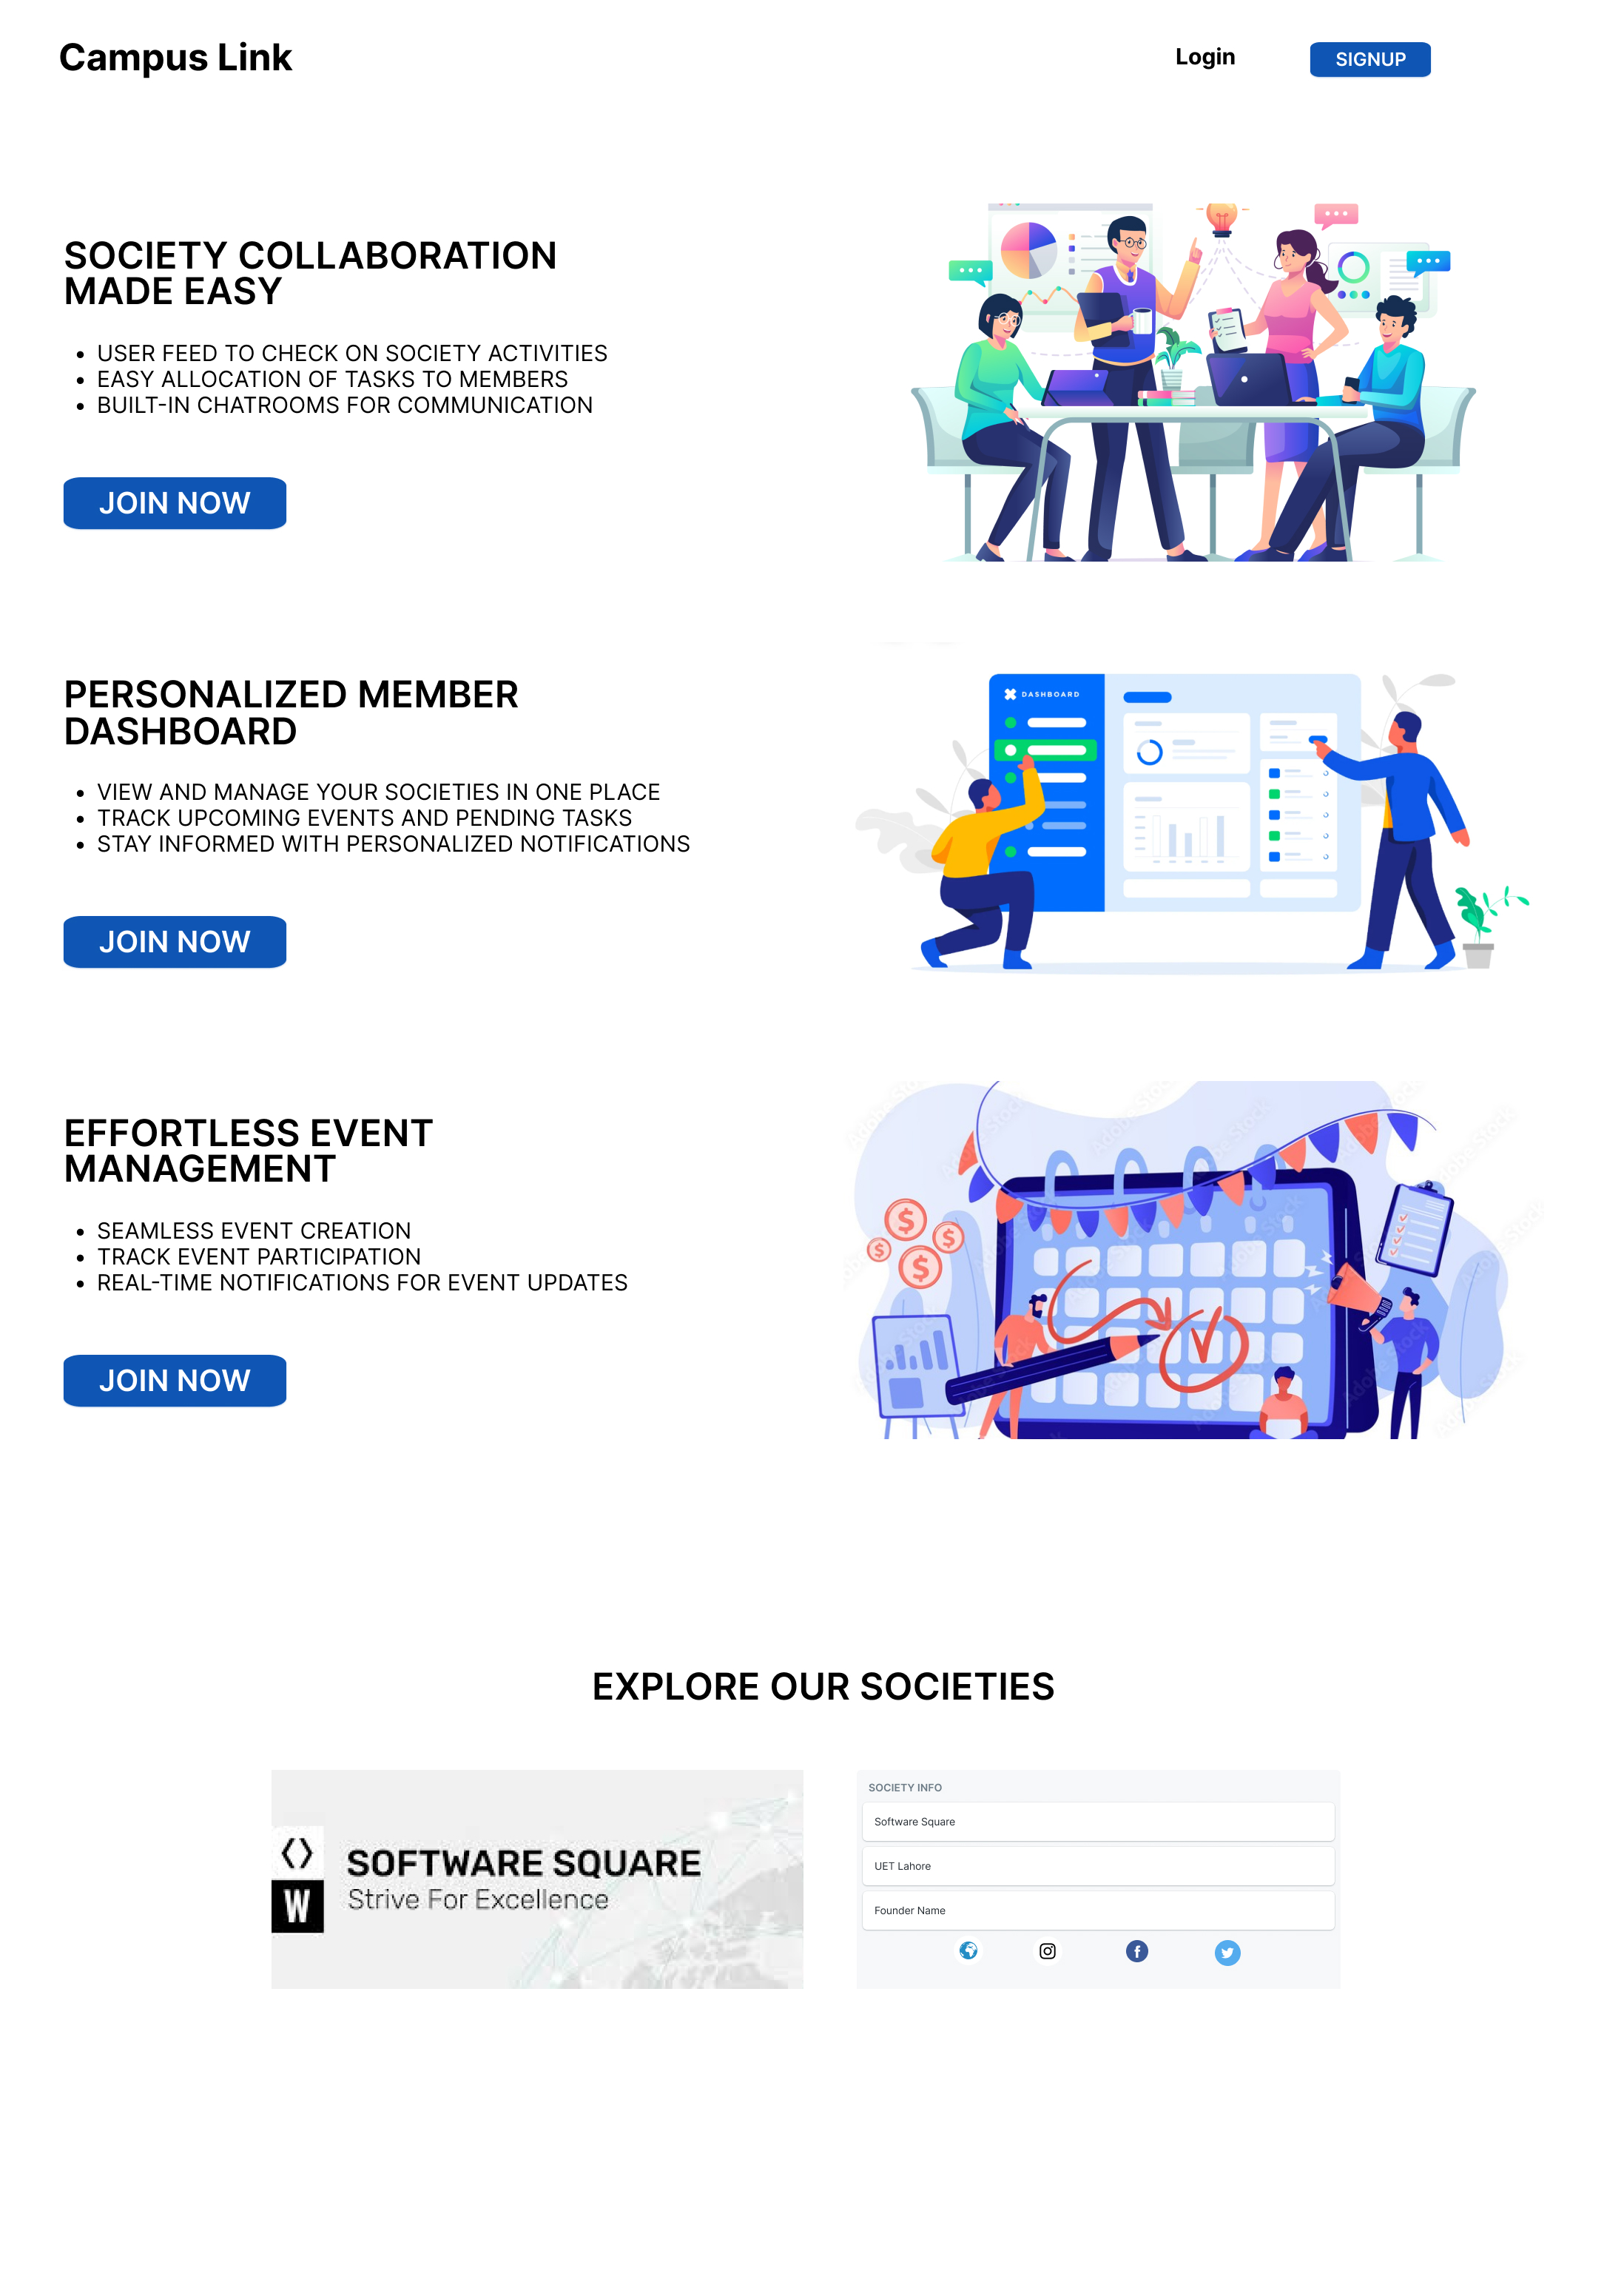 Campus Link
Login
SIGNUP
SOCIETY COLLABORATION
MADE EASY
• USER FEED TO CHECK ON SOCIETY ACTIVITIES
• EASY ALLOCATION OF TASKS TO MEMBERS
• BUILT-IN CHATROOMS FOR COMMUNICATION
JOIN NOW
PERSONALIZED MEMBER
DASHBOARD
• VIEW AND MANAGE YOUR SOCIETIES IN ONE PLACE
• TRACK UPCOMING EVENTS AND PENDING TASKS
• STAY INFORMED WITH PERSONALIZED NOTIFICATIONS
JOIN NOW
DASHBOARD
EFFORTLESS EVENT
MANAGEMENT
• SEAMLESS EVENT CREATION
• TRACK EVENT PARTICIPATION
• REAL-TIME NOTIFICATIONS FOR EVENT UPDATES
JOIN NOW
Adobe Stock
EXPLORE OUR SOCIETIES
W
SOFTWARE SQUARE
Strive For Excellence
SOCIETY INFO
Software Square
UET Lahore
Founder Name